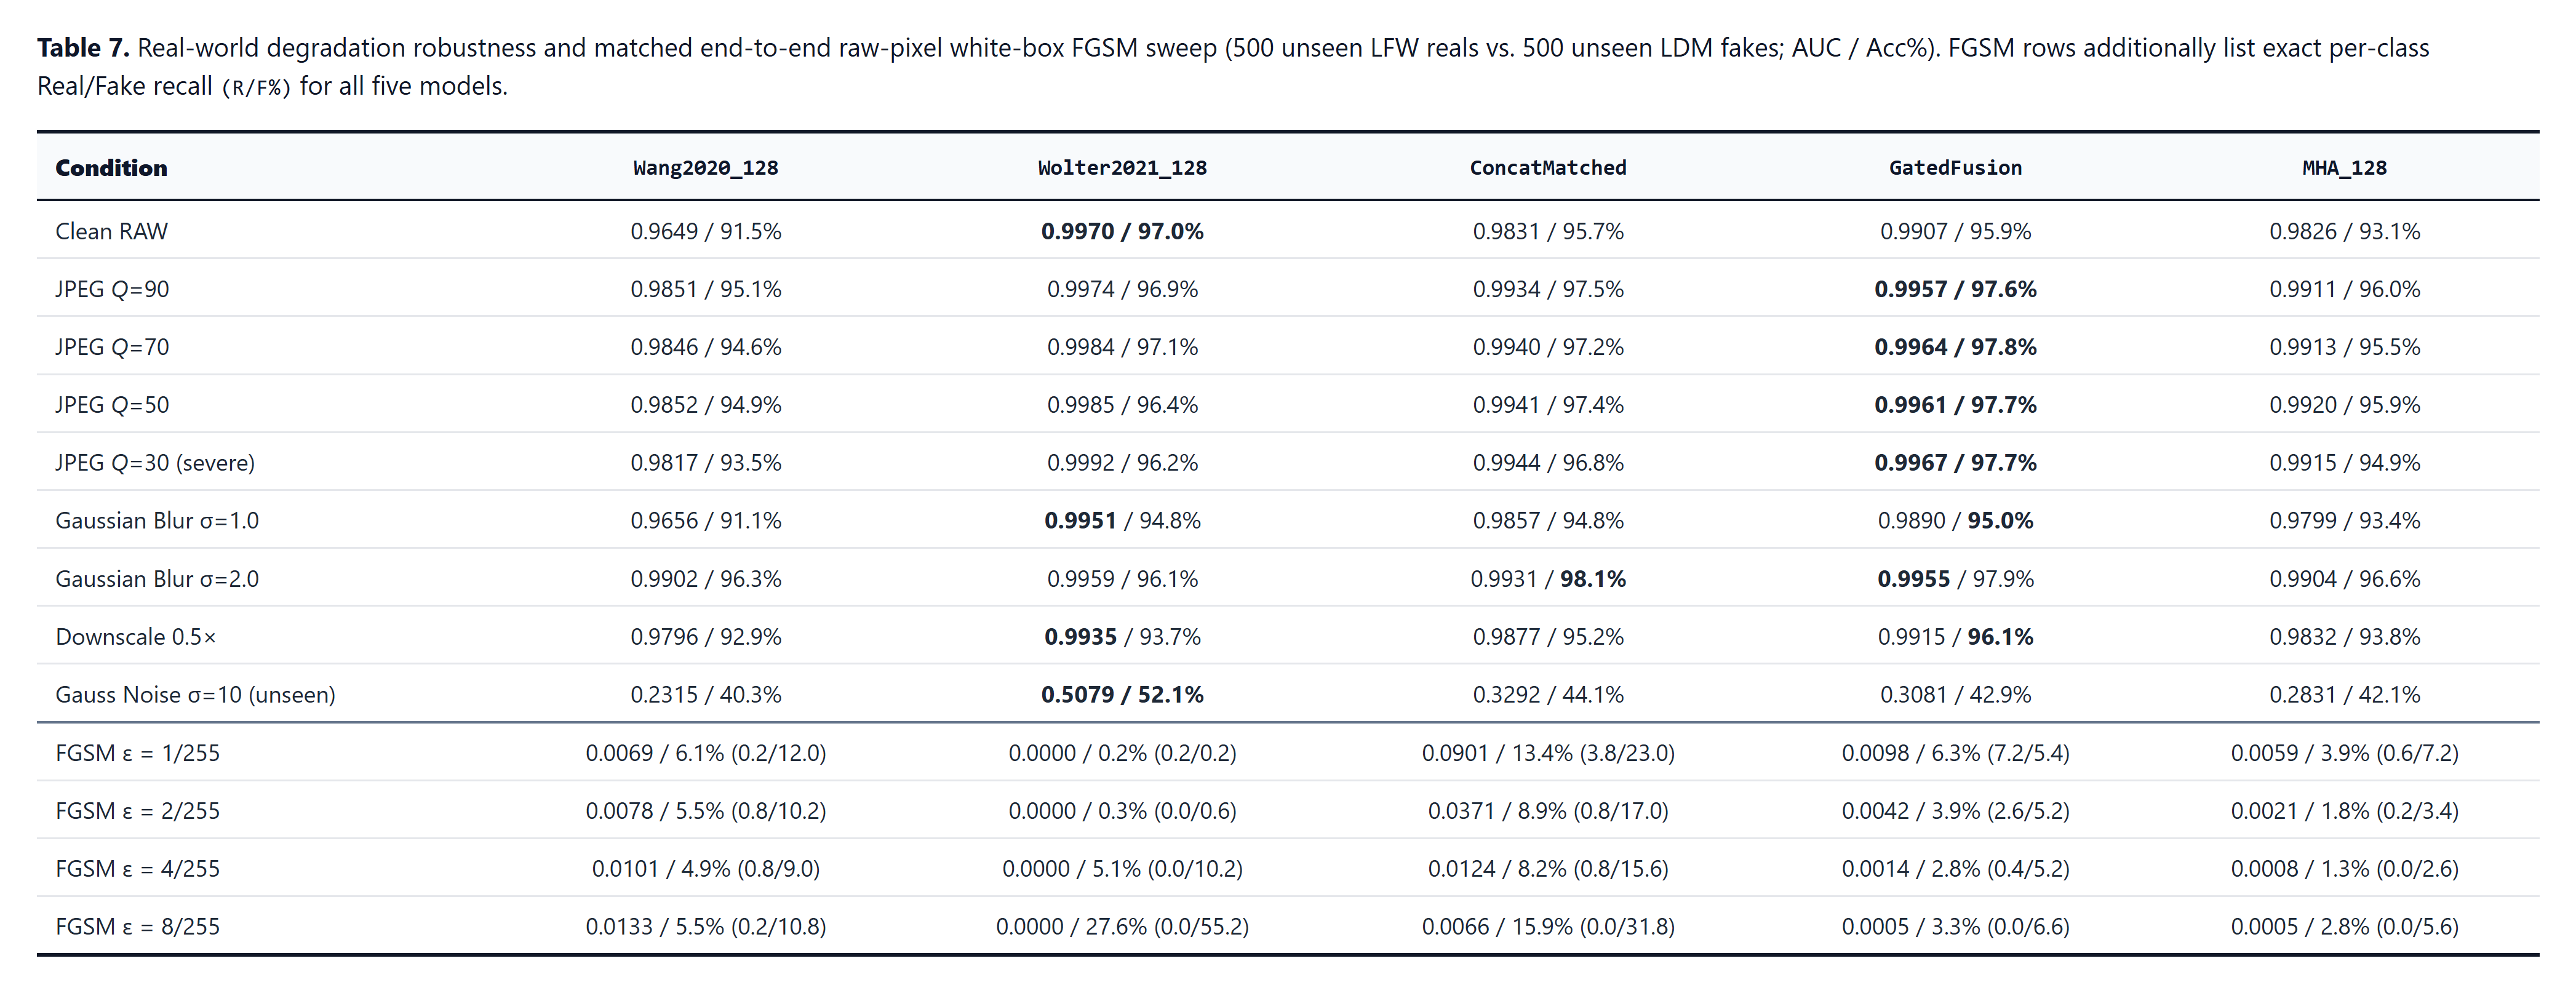 Table 7. Real-world degradation robustness and matched end-to-end raw-pixel white-box FGSM sweep (500 unseen LFW reals vs. 500 unseen LDM fakes; AUC / Acc%). FGSM rows additionally list exact per-class
Real/Fake recall (R/F%) for all five models.
Condition Wang2020_128 Wolter2021_128 ConcatMatched GatedFusion MHA_128
Clean RAW 0.9649 / 91.5% 0.9970 / 97.0% 0.9831 / 95.7% 0.9907 / 95.9% 0.9826 / 93.1%
JPEG Q=90 0.9851 / 95.1% 0.9974 / 96.9% 0.9934 / 97.5% 0.9957 / 97.6% 0.9911 / 96.0%
JPEG Q=70 0.9846 / 94.6% 0.9984 / 97.1% 0.9940 / 97.2% 0.9964 / 97.8% 0.9913 / 95.5%
JPEG Q=50 0.9852 / 94.9% 0.9985 / 96.4% 0.9941 / 97.4% 0.9961 / 97.7% 0.9920 / 95.9%
JPEG Q=30 (severe) 0.9817 / 93.5% 0.9992 / 96.2% 0.9944 / 96.8% 0.9967 / 97.7% 0.9915 / 94.9%
Gaussian Blur σ=1.0 0.9656 / 91.1% 0.9951 / 94.8% 0.9857 / 94.8% 0.9890 / 95.0% 0.9799 / 93.4%
Gaussian Blur σ=2.0 0.9902 / 96.3% 0.9959 / 96.1% 0.9931 / 98.1% 0.9955 / 97.9% 0.9904 / 96.6%
Downscale 0.5× 0.9796 / 92.9% 0.9935 / 93.7% 0.9877 / 95.2% 0.9915 / 96.1% 0.9832 / 93.8%
Gauss Noise σ=10 (unseen) 0.2315 / 40.3% 0.5079 / 52.1% 0.3292 / 44.1% 0.3081 / 42.9% 0.2831 / 42.1%
FGSM ε = 1/255 0.0069 / 6.1% (0.2/12.0) 0.0000 / 0.2% (0.2/0.2) 0.0901 / 13.4% (3.8/23.0) 0.0098 / 6.3% (7.2/5.4) 0.0059 / 3.9% (0.6/7.2)
FGSM ε = 2/255 0.0078 / 5.5% (0.8/10.2) 0.0000 / 0.3% (0.0/0.6) 0.0371 / 8.9% (0.8/17.0) 0.0042 / 3.9% (2.6/5.2) 0.0021 / 1.8% (0.2/3.4)
FGSM ε = 4/255 0.0101 / 4.9% (0.8/9.0) 0.0000 / 5.1% (0.0/10.2) 0.0124 / 8.2% (0.8/15.6) 0.0014 / 2.8% (0.4/5.2) 0.0008 / 1.3% (0.0/2.6)
FGSM ε = 8/255 0.0133 / 5.5% (0.2/10.8) 0.0000 / 27.6% (0.0/55.2) 0.0066 / 15.9% (0.0/31.8) 0.0005 / 3.3% (0.0/6.6) 0.0005 / 2.8% (0.0/5.6)